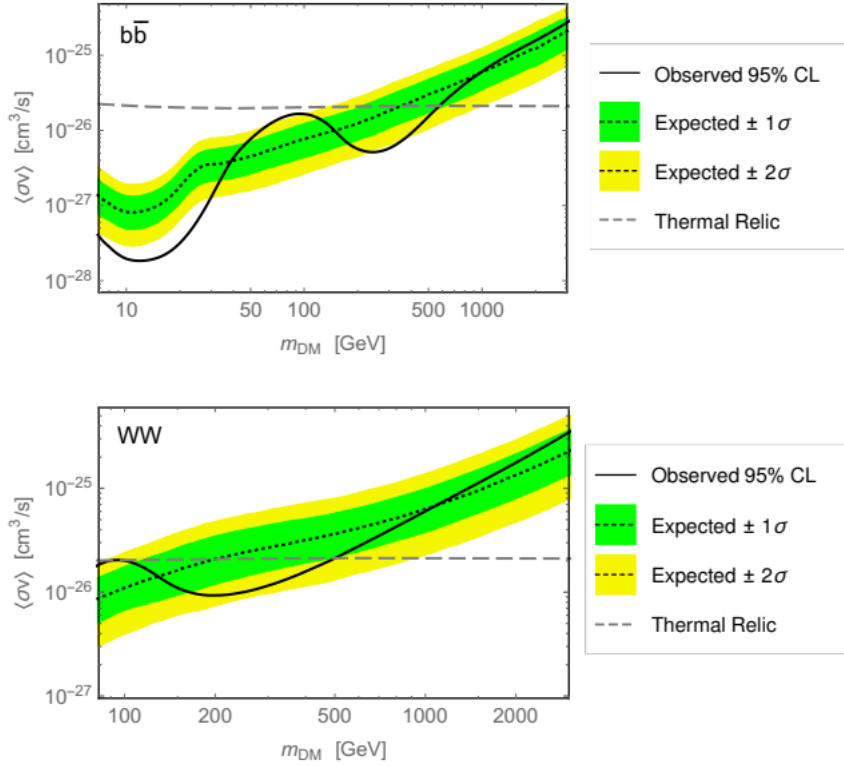 bb̄
10⁻²⁵
10⁻²⁶
10⁻²⁷
10⁻²⁸
⟨σv⟩ [cm³/s]
10 50 100 500 1000
m_DM [GeV]
Observed 95% CL
Expected ± 1σ
Expected ± 2σ
Thermal Relic
WW
10⁻²⁵
10⁻²⁶
10⁻²⁷
⟨σv⟩ [cm³/s]
100 200 500 1000 2000
m_DM [GeV]
Observed 95% CL
Expected ± 1σ
Expected ± 2σ
Thermal Relic